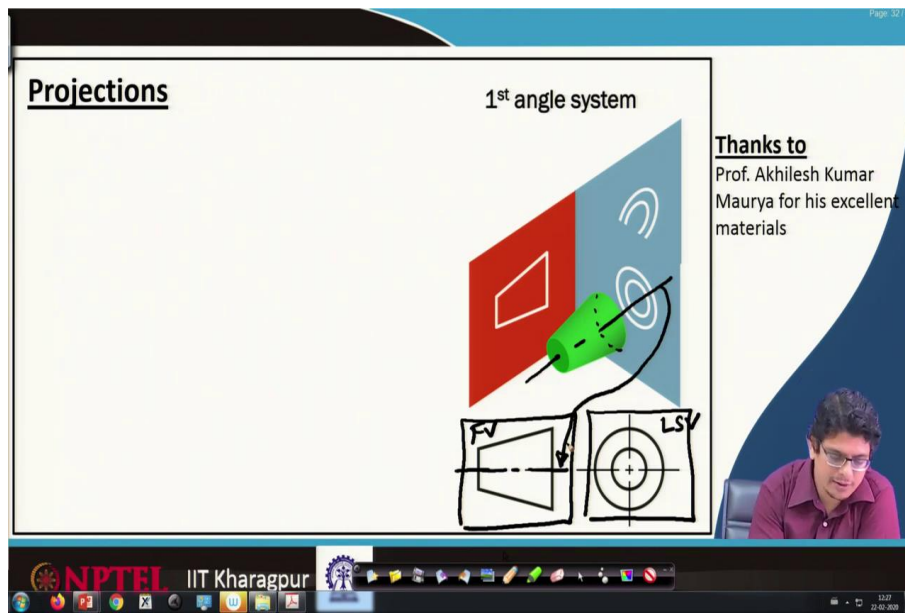 Page: 32/
Projections
1st angle system
Thanks to
Prof. Akhilesh Kumar
Maurya for his excellent
materials
FV
LSV
NPTEL
IIT Kharagpur
12:27
22-02-2020